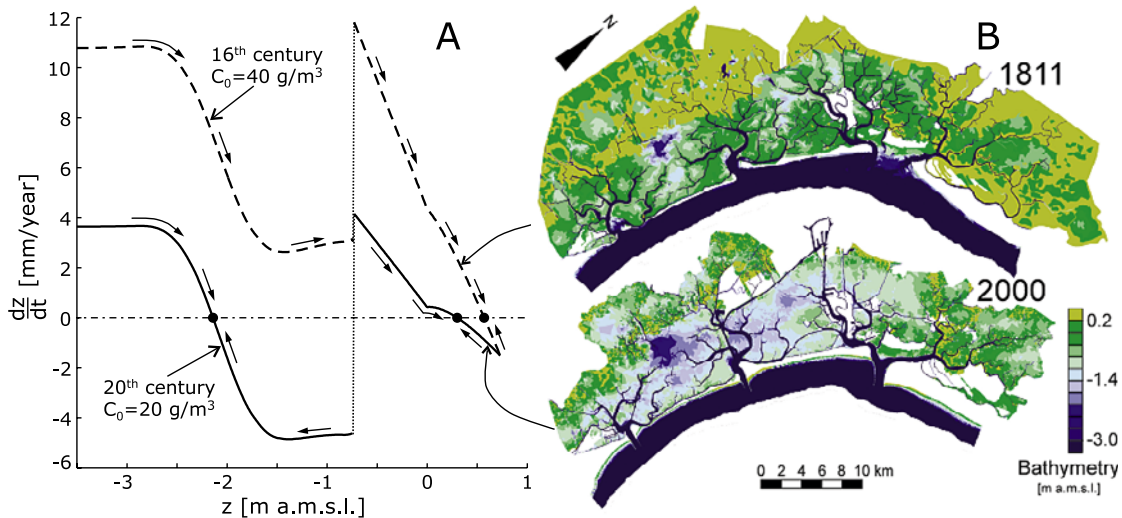 A
B
12
10
8
6
4
2
0
-2
-4
-6
dz
dt
[mm/year]
16th century
C₀=40 g/m³
20th century
C₀=20 g/m³
-3
-2
-1
0
1
z [m a.m.s.l.]
N
1811
2000
0.2
-1.4
-3.0
Bathymetry
[m a.m.s.l.]
0 2 4 6 8 10 km